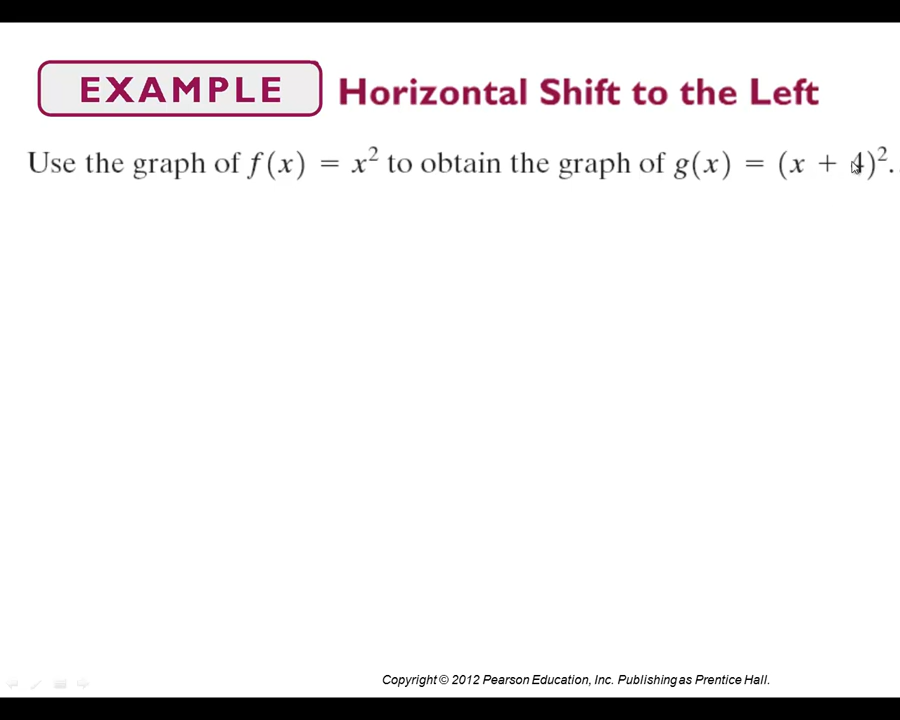 EXAMPLE Horizontal Shift to the Left
Use the graph of f(x) = x² to obtain the graph of g(x) = (x + 4)².
Copyright © 2012 Pearson Education, Inc. Publishing as Prentice Hall.